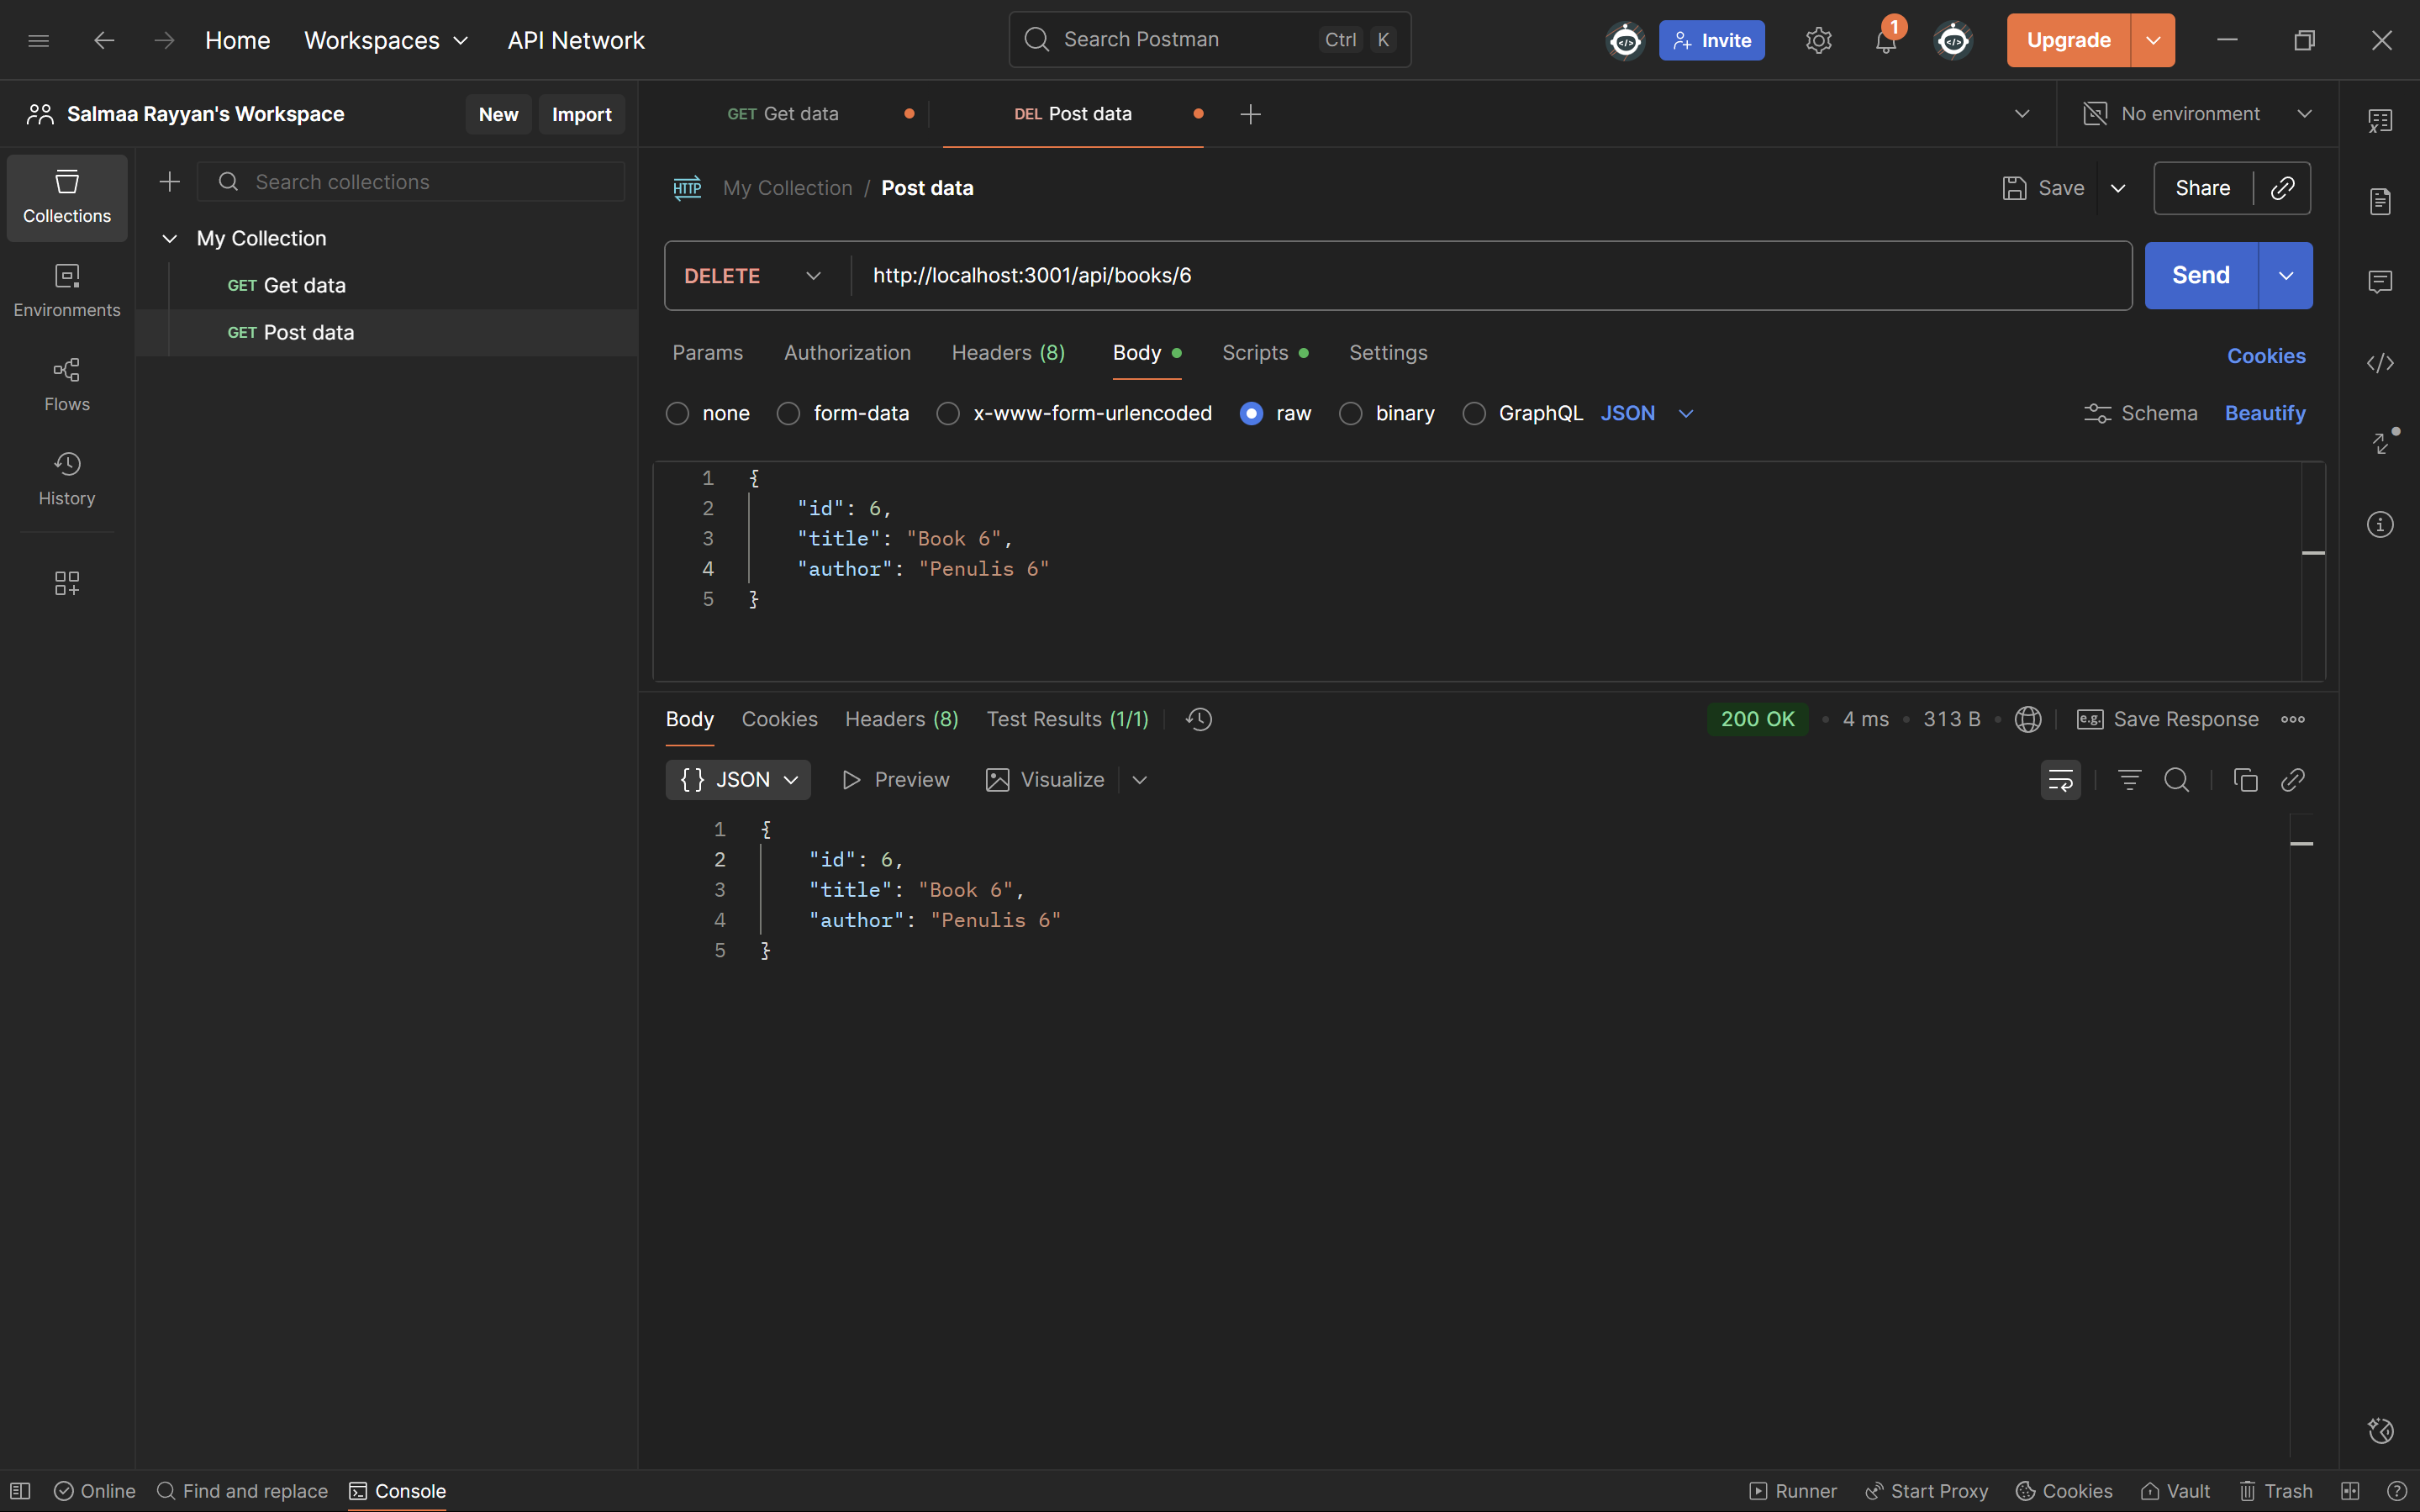 Home Workspaces API Network Search Postman Ctrl K Invite 1 Upgrade
Salmaa Rayyan's Workspace New Import GET Get data DEL Post data No environment
Collections
Environments
Flows
History
Search collections
My Collection
GET Get data
GET Post data
HTTP My Collection / Post data Save Share
DELETE http://localhost:3001/api/books/6 Send
Params Authorization Headers (8) Body Scripts Settings Cookies
none form-data x-www-form-urlencoded raw binary GraphQL JSON Schema Beautify
1 {
2 "id": 6,
3 "title": "Book 6",
4 "author": "Penulis 6"
5 }
Body Cookies Headers (8) Test Results (1/1) 200 OK • 4 ms • 313 B • e.g. Save Response
{} JSON Preview Visualize
1 {
2 "id": 6,
3 "title": "Book 6",
4 "author": "Penulis 6"
5 }
Online Find and replace Console Runner Start Proxy Cookies Vault Trash